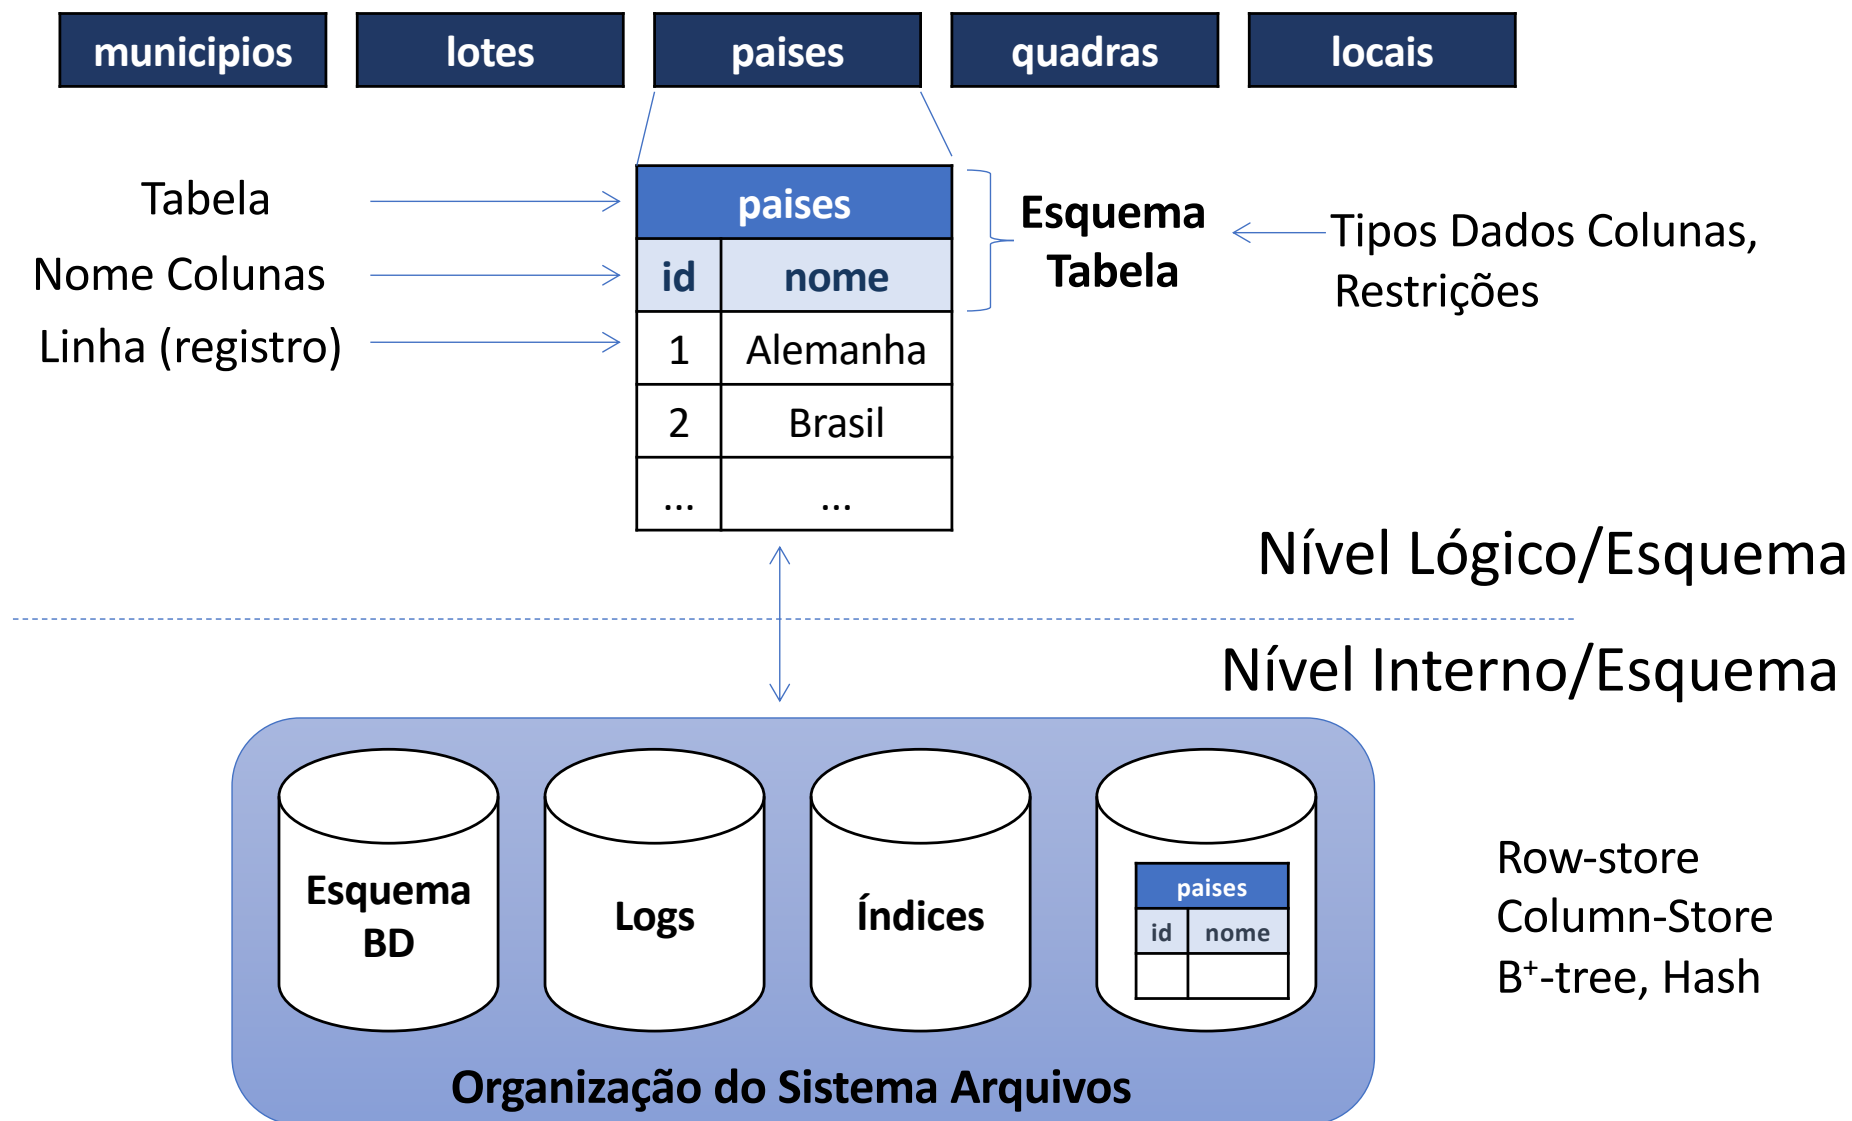 municipios lotes paises quadras locais
Tabela
Nome Colunas
Linha (registro)
paises
id nome
1 Alemanha
2 Brasil
... ...
Esquema
Tabela
Tipos Dados Colunas,
Restrições
Nível Lógico/Esquema
Nível Interno/Esquema
Esquema
BD
Logs
Índices
paises
id nome
Row-store
Column-Store
B⁺-tree, Hash
Organização do Sistema Arquivos